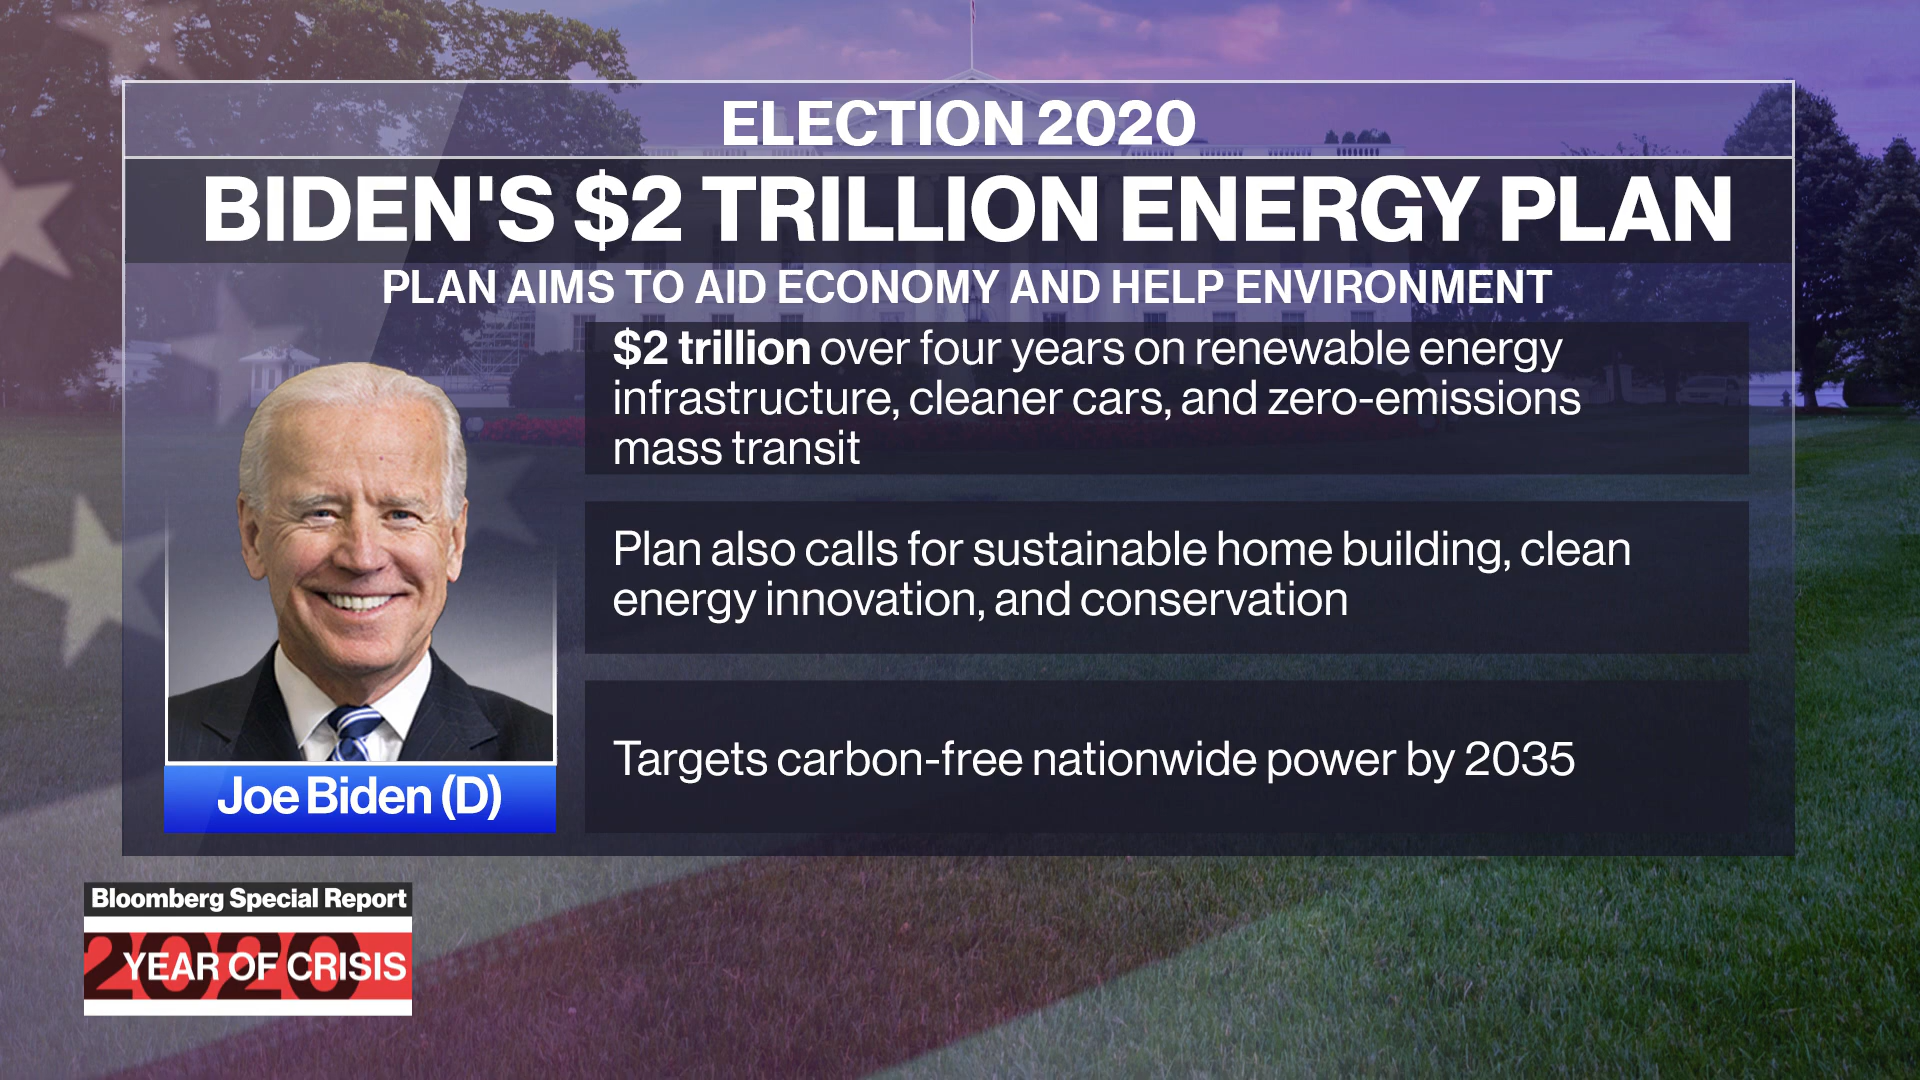 ELECTION 2020
BIDEN'S $2 TRILLION ENERGY PLAN
PLAN AIMS TO AID ECONOMY AND HELP ENVIRONMENT
$2 trillion over four years on renewable energy
infrastructure, cleaner cars, and zero-emissions
mass transit
Plan also calls for sustainable home building, clean
energy innovation, and conservation
Targets carbon-free nationwide power by 2035
Joe Biden (D)
Bloomberg Special Report
2020
YEAR OF CRISIS